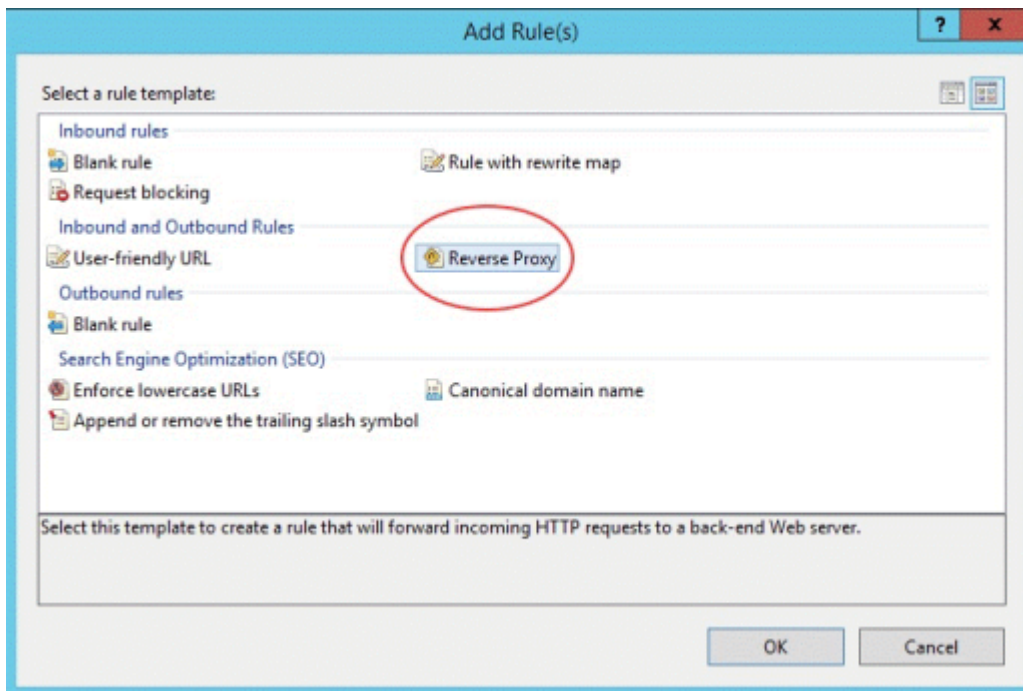 Add Rule(s)
? x
Select a rule template:
Inbound rules
Blank rule
Rule with rewrite map
Request blocking
Inbound and Outbound Rules
User-friendly URL
Reverse Proxy
Outbound rules
Blank rule
Search Engine Optimization (SEO)
Enforce lowercase URLs
Canonical domain name
Append or remove the trailing slash symbol
Select this template to create a rule that will forward incoming HTTP requests to a back-end Web server.
OK
Cancel